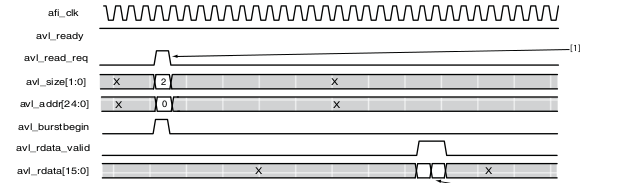 afi_clk
avl_ready
avl_read_req [1]
avl_size[1:0] X 2 X
avl_addr[24:0] X 0 X
avl_burstbegin
avl_rdata_valid
avl_rdata[15:0] X X